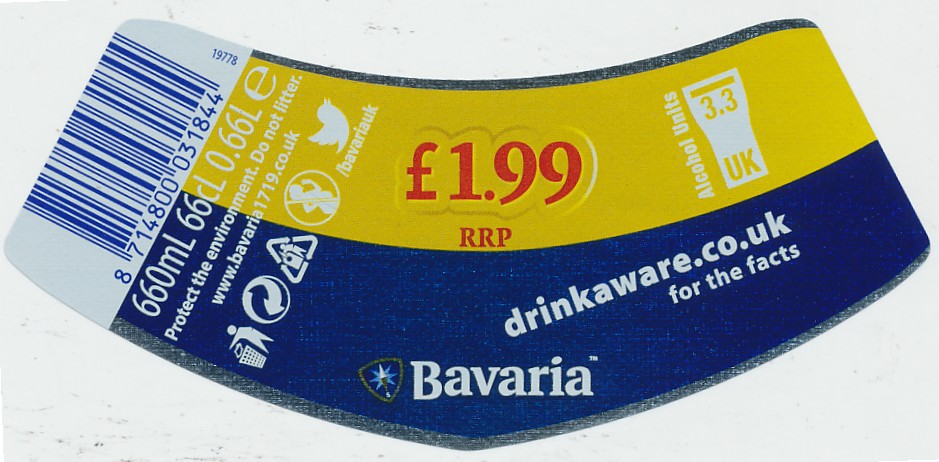 19778
8 714800 031844
660mL 66cL 0.66L e
Protect the environment. Do not litter.
www.bavaria1719.co.uk
/bavariauk
£1.99
RRP
Alcohol Units
3.3
UK
drinkaware.co.uk
for the facts
Bavaria™